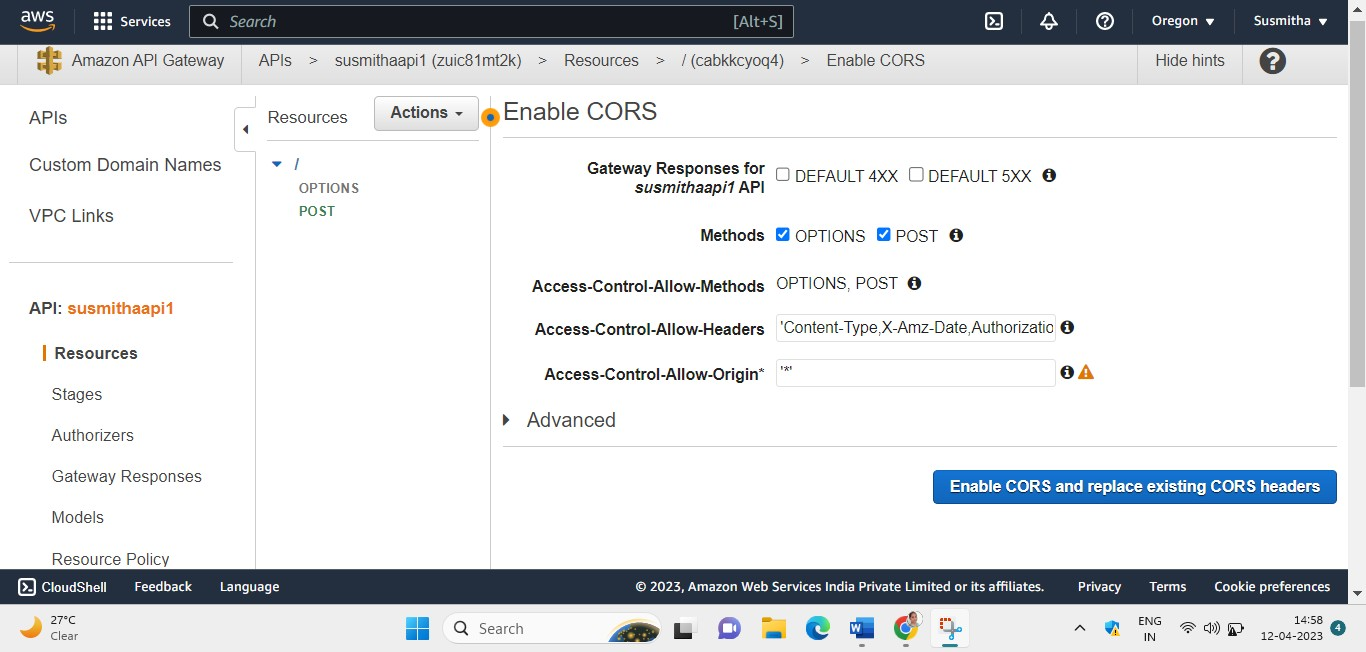 aws Services Search [Alt+S] Oregon ▼ Susmitha ▼
Amazon API Gateway APIs > susmithaapi1 (zuic81mt2k) > Resources > / (cabkkcyoq4) > Enable CORS Hide hints ?
APIs
Custom Domain Names
VPC Links
API: susmithaapi1
Resources
Stages
Authorizers
Gateway Responses
Models
Resource Policy
Resources Actions
/
OPTIONS
POST
Enable CORS
Gateway Responses for DEFAULT 4XX DEFAULT 5XX
susmithaapi1 API
Methods OPTIONS POST
Access-Control-Allow-Methods OPTIONS, POST
Access-Control-Allow-Headers 'Content-Type,X-Amz-Date,Authorizatio
Access-Control-Allow-Origin* '*'
Advanced
Enable CORS and replace existing CORS headers
CloudShell Feedback Language © 2023, Amazon Web Services India Private Limited or its affiliates. Privacy Terms Cookie preferences
27°C
Clear
Search
ENG
IN
14:58
12-04-2023
4